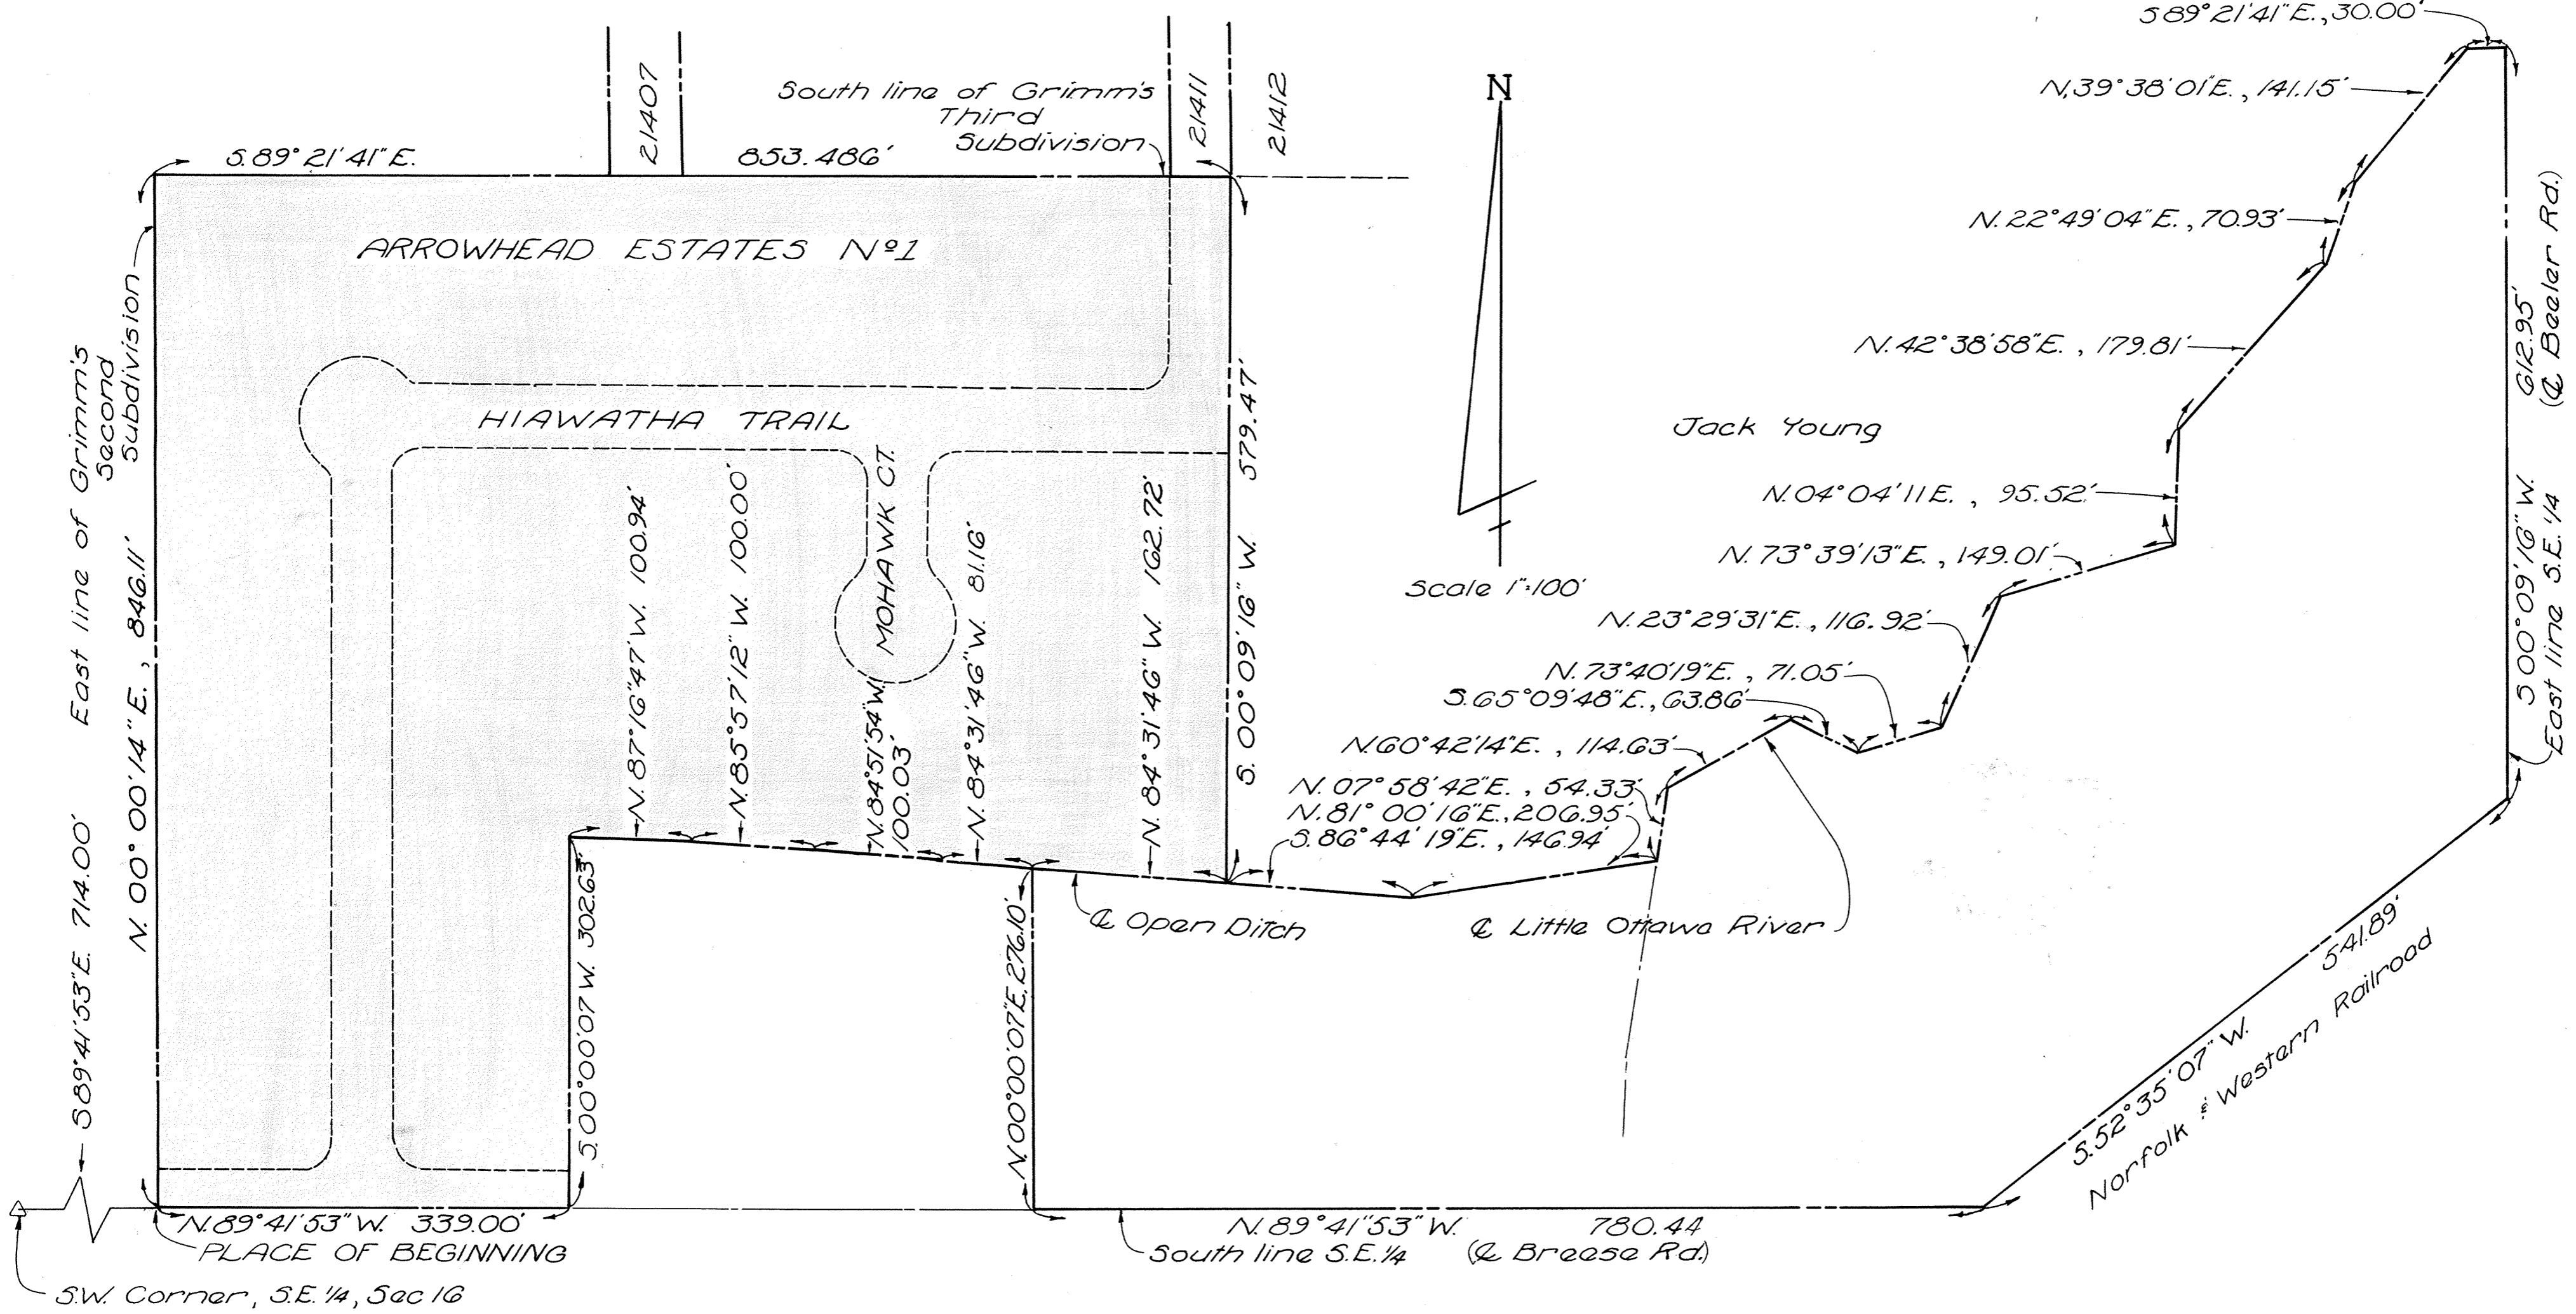 S89°21'41"E., 30.00'
N,39°38'01"E., 141.15'
N
South line of Grimm's
Third
Subdivision
21407
21411
21412
S.89°21'41"E.
853.486'
ARROWHEAD ESTATES Nº1
N.22°49'04"E., 70.93'
East line of Grimm's
Second
Subdivision
612.95'
(℄ Beeler Rd.)
N.42°38'58"E., 179.81'
HIAWATHA TRAIL
579.47'
Jack Young
MOHAWK CT.
N.87°16"47'W. 100.94'
N.85°57'12"W. 100.00'
N.84°51'54"W.
100.03'
N.84°31'46"W. 81.16'
N.84°31'46"W. 162.72'
S.00°09'16"W.
N.04°04'11E., 95.52'
Scale 1"=100'
N.73°39'13"E., 149.01'
N.23°29'31"E., 116.92'
N.73°40'19"E., 71.05'
S.65°09'48"E., 63.86'
N.60°42'14"E., 114.63'
N.07°58'42"E., 54.33'
N.81°00'16"E., 206.95'
S.86°44'19"E., 146.94'
S00°09'16"W.
East line S.E. 1/4
N.00°00'14"E., 846.11'
S89°41'53"E. 714.00'
S.00°00'07"W. 302.63'
N.00°00'07"E. 276.10'
℄ Open Ditch
℄ Little Ottawa River
541.89'
S.52°35'07"W.
Norfolk & Western Railroad
N.89°41'53"W. 339.00'
PLACE OF BEGINNING
N.89°41"53"W. 780.44
South line S.E. 1/4 (℄ Breese Rd.)
S.W. Corner, S.E. 1/4, Sec 16